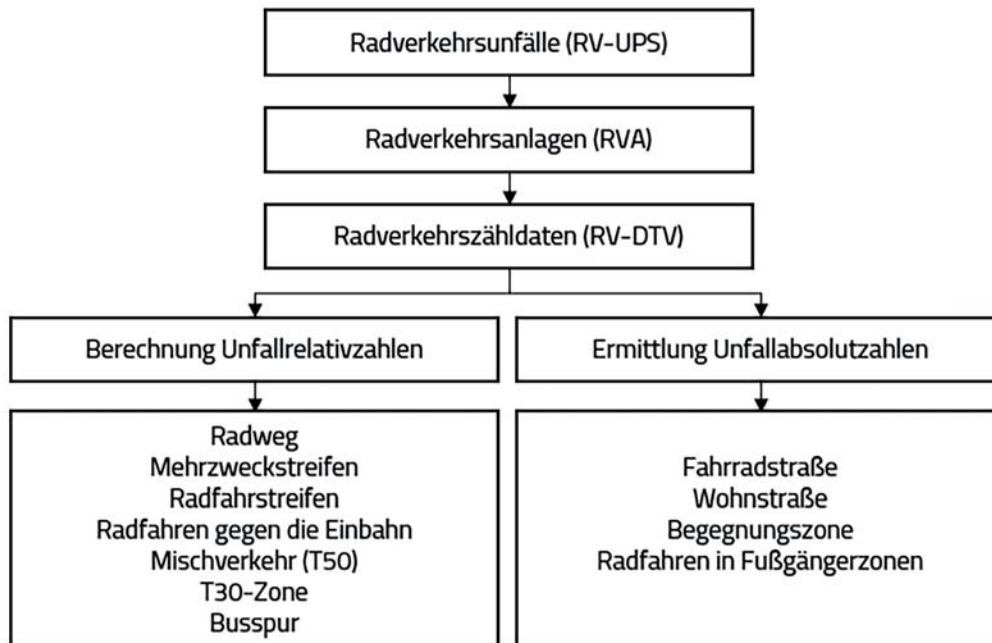 Radverkehrsunfälle (RV-UPS)
Radverkehrsanlagen (RVA)
Radverkehrszähldaten (RV-DTV)
Berechnung Unfallrelativzahlen
Ermittlung Unfallabsolutzahlen
Radweg
Mehrzweckstreifen
Radfahrstreifen
Radfahren gegen die Einbahn
Mischverkehr (T50)
T30-Zone
Busspur
Fahrradstraße
Wohnstraße
Begegnungszone
Radfahren in Fußgängerzonen